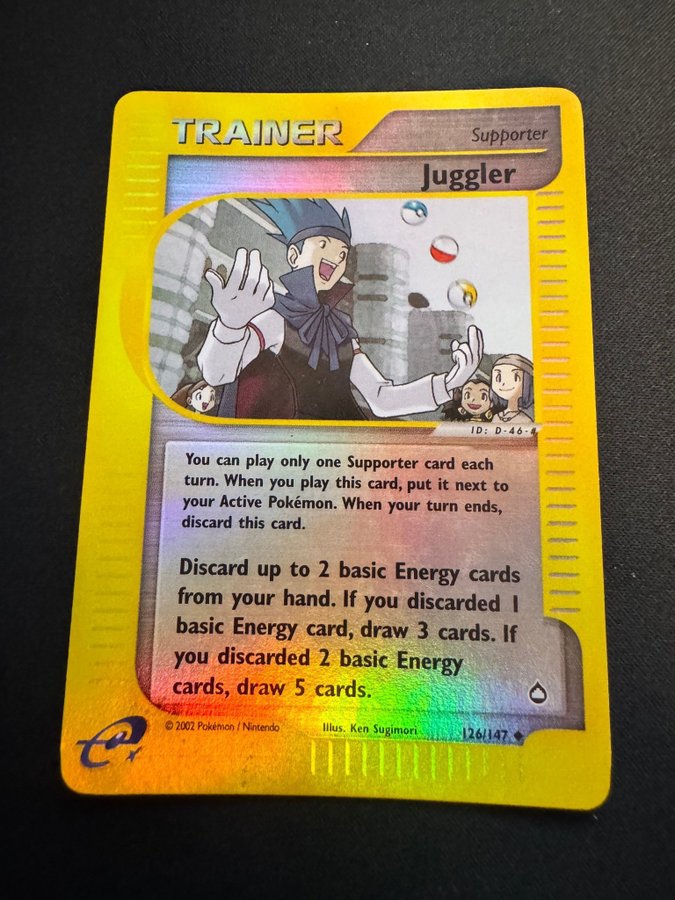 TRAINER
Supporter
Juggler
ID: D-46-4
You can play only one Supporter card each
turn. When you play this card, put it next to
your Active Pokémon. When your turn ends,
discard this card.
Discard up to 2 basic Energy cards
from your hand. If you discarded 1
basic Energy card, draw 3 cards. If
you discarded 2 basic Energy
cards, draw 5 cards.
e
© 2002 Pokémon / Nintendo
Illus. Ken Sugimori
126/147